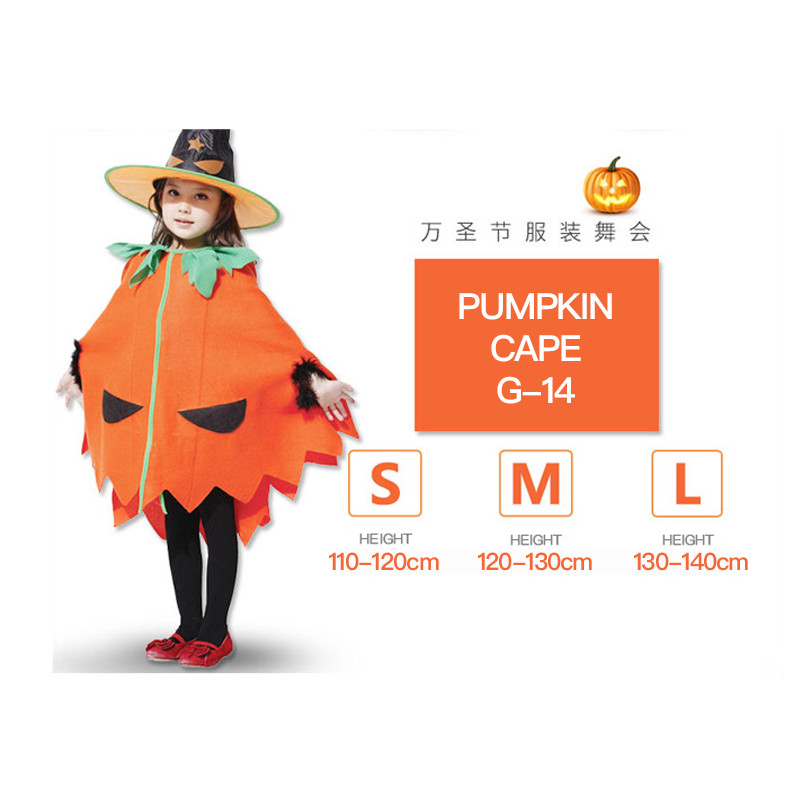 万圣节服装舞会
PUMPKIN
CAPE
G-14
S M L
HEIGHT HEIGHT HEIGHT
110-120cm 120-130cm 130-140cm